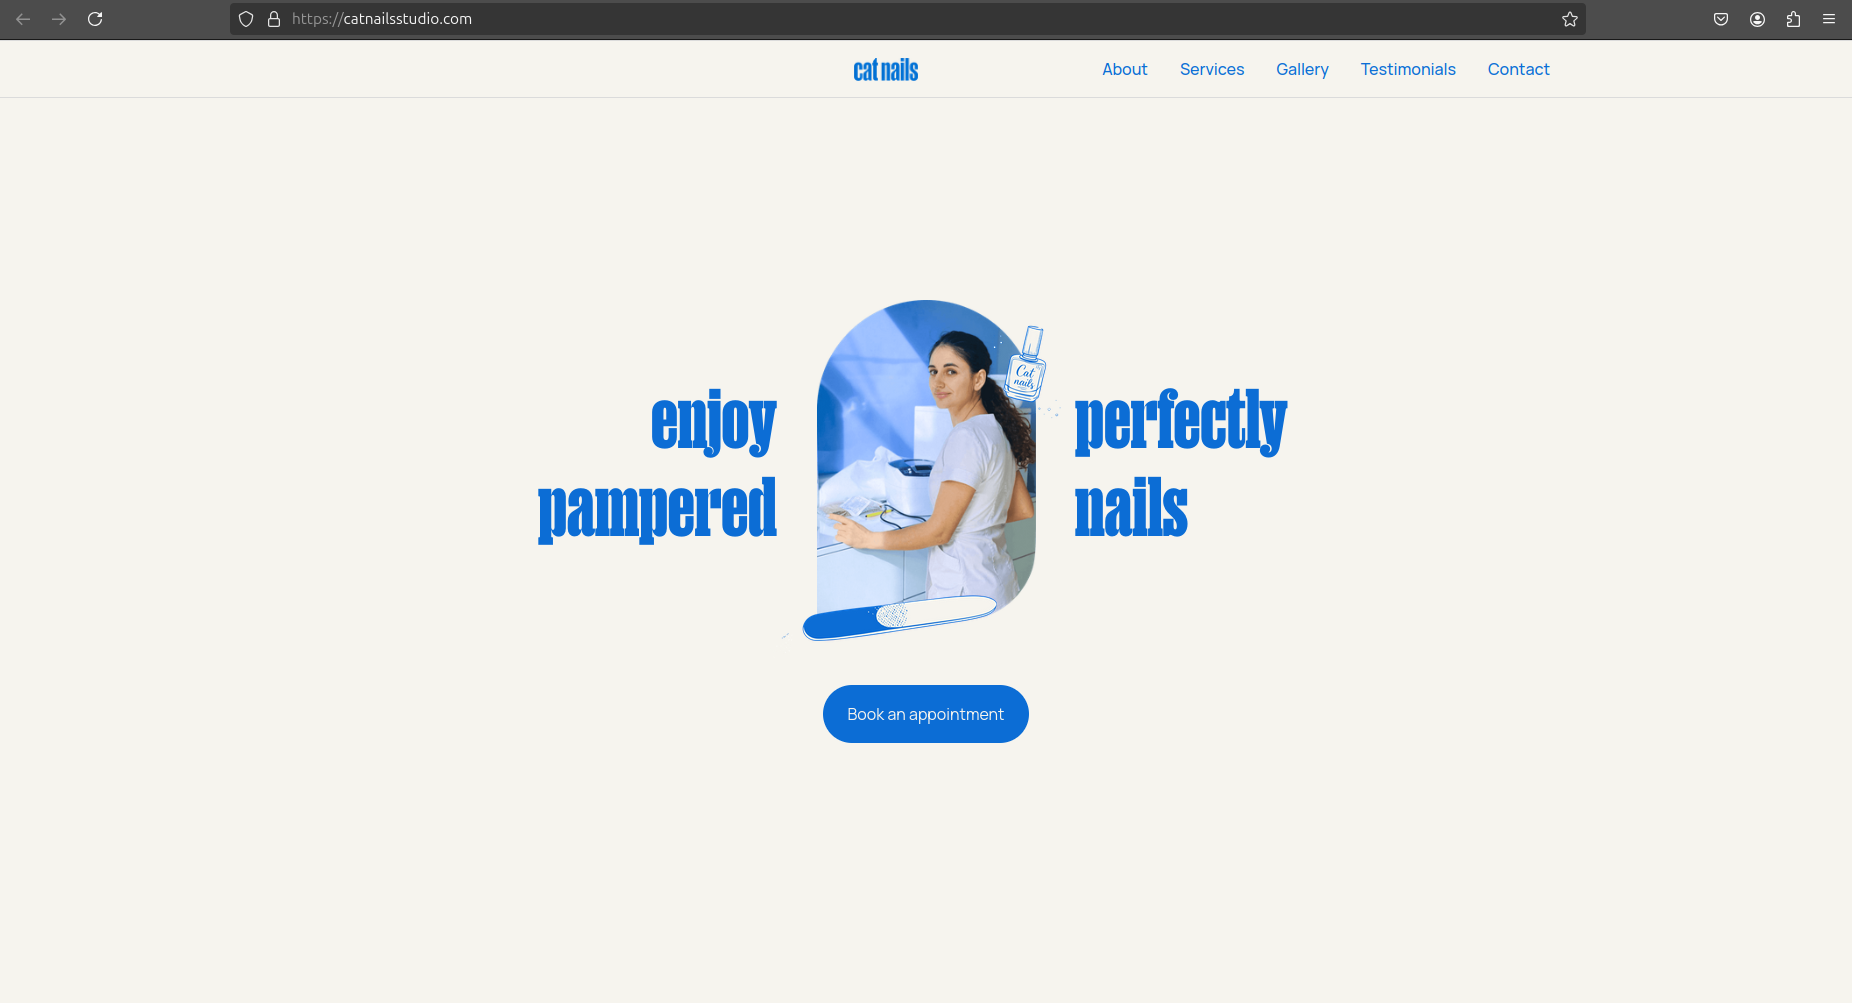 https://catnailsstudio.com
cat nails
About Services Gallery Testimonials Contact
Cat
nails
enjoy perfectly
pampered nails
Book an appointment